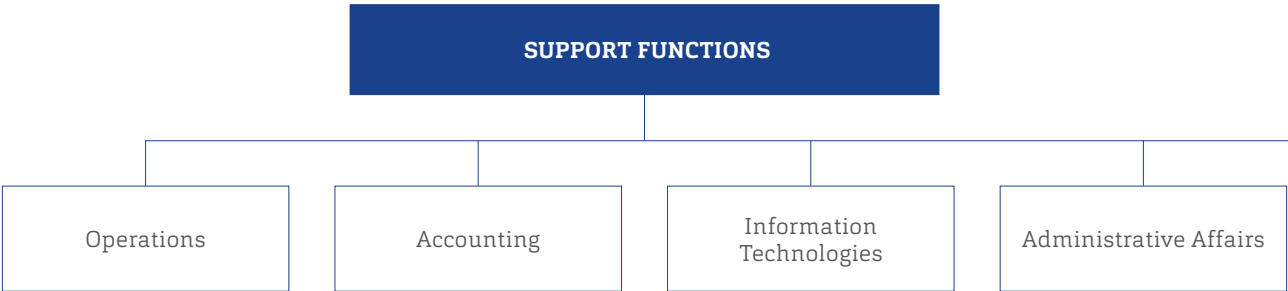 SUPPORT FUNCTIONS
Operations
Accounting
Information
Technologies
Administrative Affairs